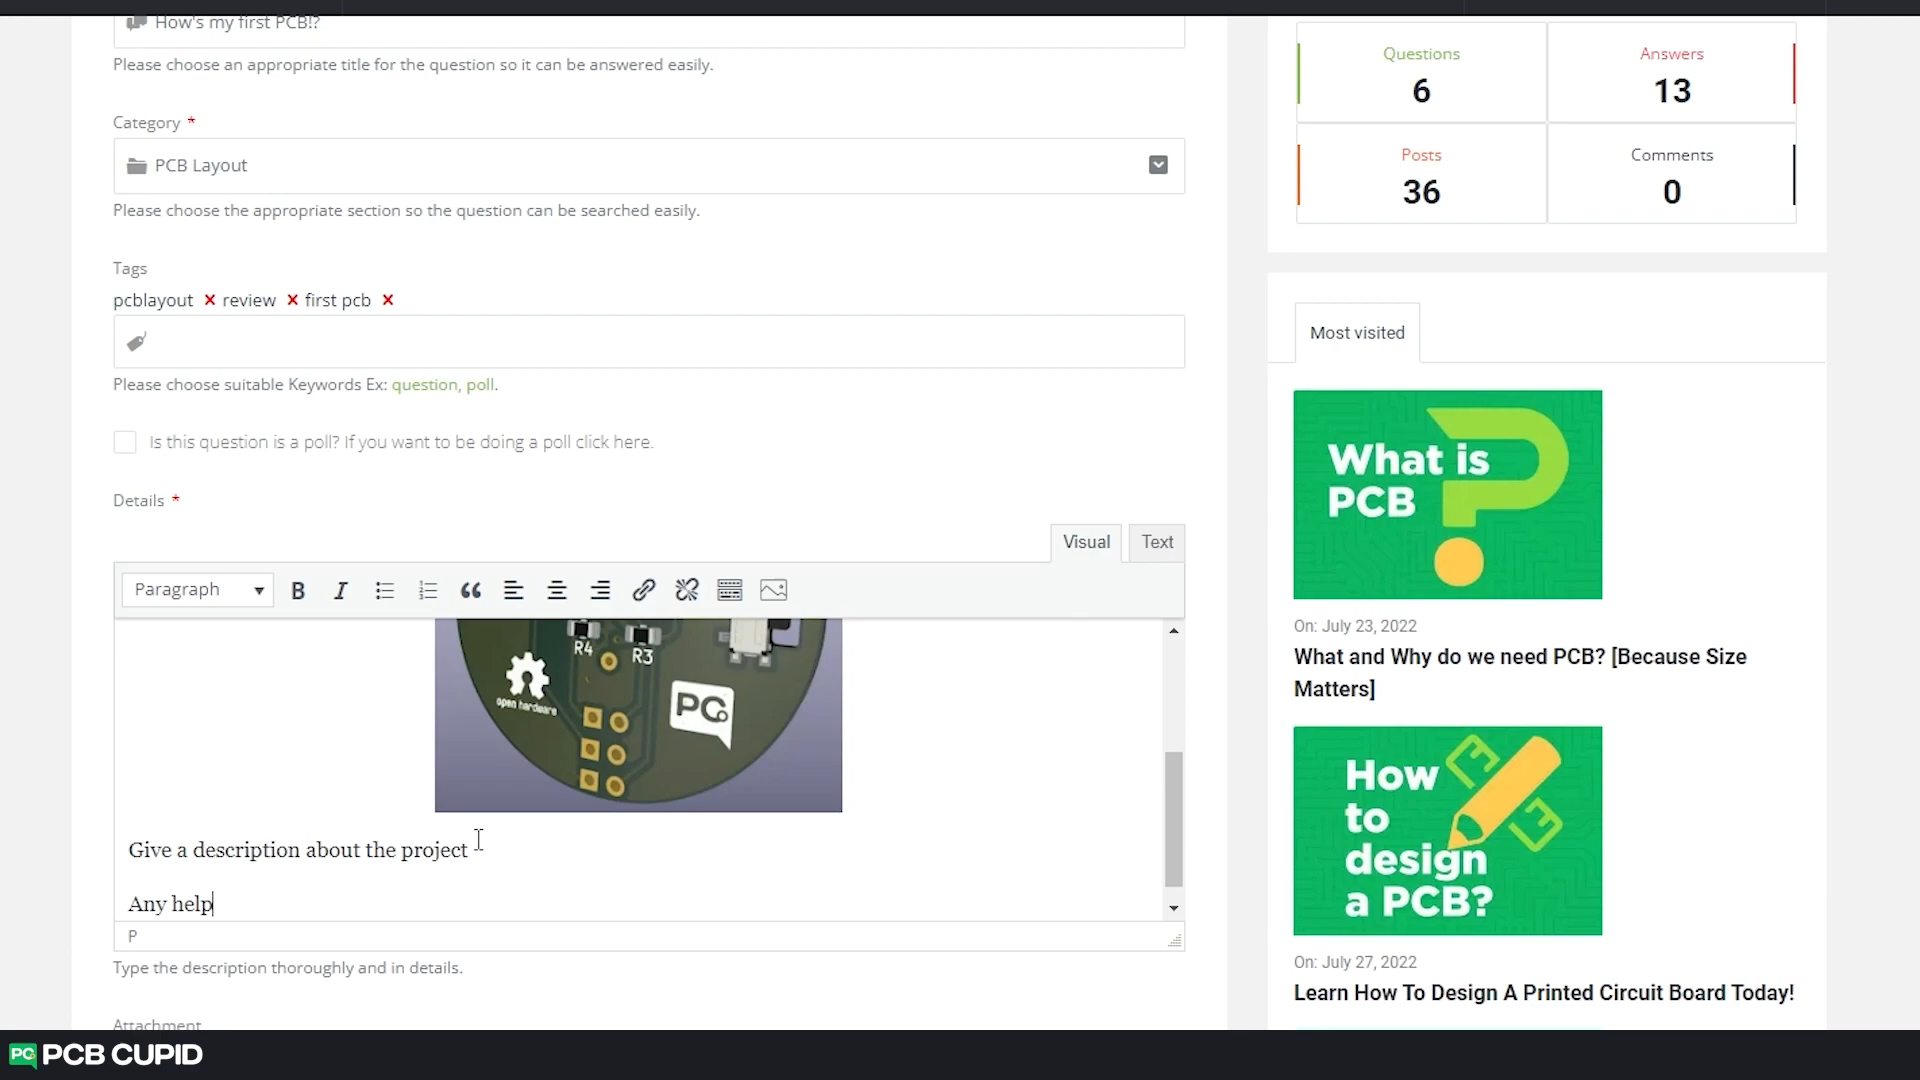 How's my first PCB!?
Please choose an appropriate title for the question so it can be answered easily.
Category *
PCB Layout
Please choose the appropriate section so the question can be searched easily.
Tags
pcblayout x review x first pcb x
Please choose suitable Keywords Ex: question, poll.
Is this question is a poll? If you want to be doing a poll click here.
Details *
Visual Text
Paragraph B I
R4 R3
open hardware
PC
Give a description about the project
Any help
P
Type the description thoroughly and in details.
Attachment
Questions
6
Answers
13
Posts
36
Comments
0
Most visited
What is
PCB
On: July 23, 2022
What and Why do we need PCB? [Because Size
Matters]
How
to
design
a PCB?
On: July 27, 2022
Learn How To Design A Printed Circuit Board Today!
PC PCB CUPID